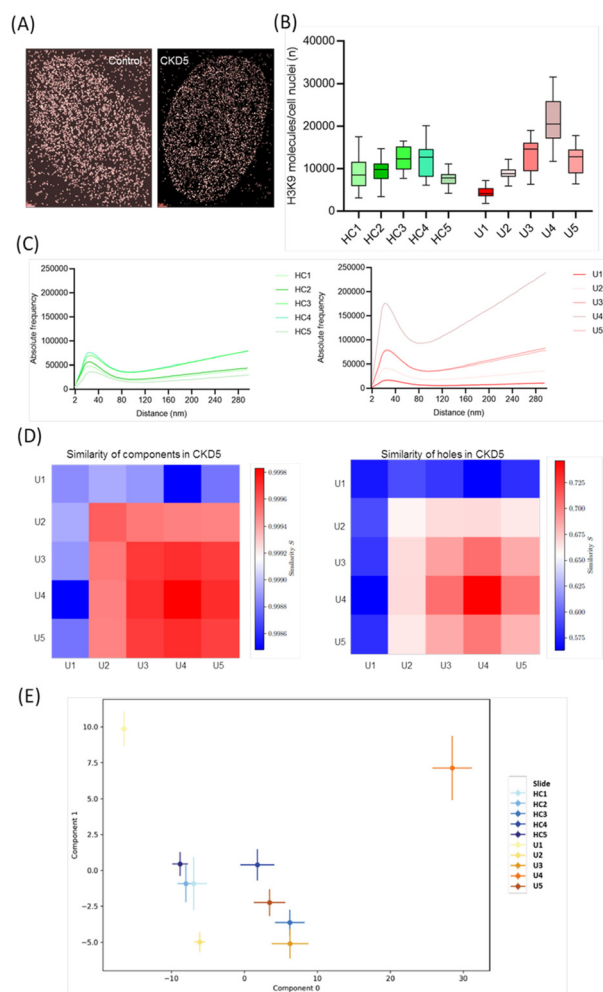 (A)
Control
CKD5
(B)
H3K9 molecules/cell nuclei (n)
40000
30000
20000
10000
0
HC1 HC2 HC3 HC4 HC5 U1 U2 U3 U4 U5
(C)
Absolute frequency
250000
200000
150000
100000
50000
0
2 40 80 120 160 200 240 280
Distance (nm)
HC1
HC2
HC3
HC4
HC5
Absolute frequency
250000
200000
150000
100000
50000
0
2 40 80 120 160 200 240 280
Distance (nm)
U1
U2
U3
U4
U5
(D)
Similarity of components in CKD5
U1
U2
U3
U4
U5
U1 U2 U3 U4 U5
0.9998
0.9996
0.9994
0.9992
0.9990
0.9988
0.9986
Similarity S
Similarity of holes in CKD5
U1
U2
U3
U4
U5
U1 U2 U3 U4 U5
0.725
0.700
0.675
0.650
0.625
0.600
0.575
Similarity S
(E)
Component 1
10.0
7.5
5.0
2.5
0.0
−2.5
−5.0
−10 0 10 20 30
Component 0
Slide
HC1
HC2
HC3
HC4
HC5
U1
U2
U3
U4
U5